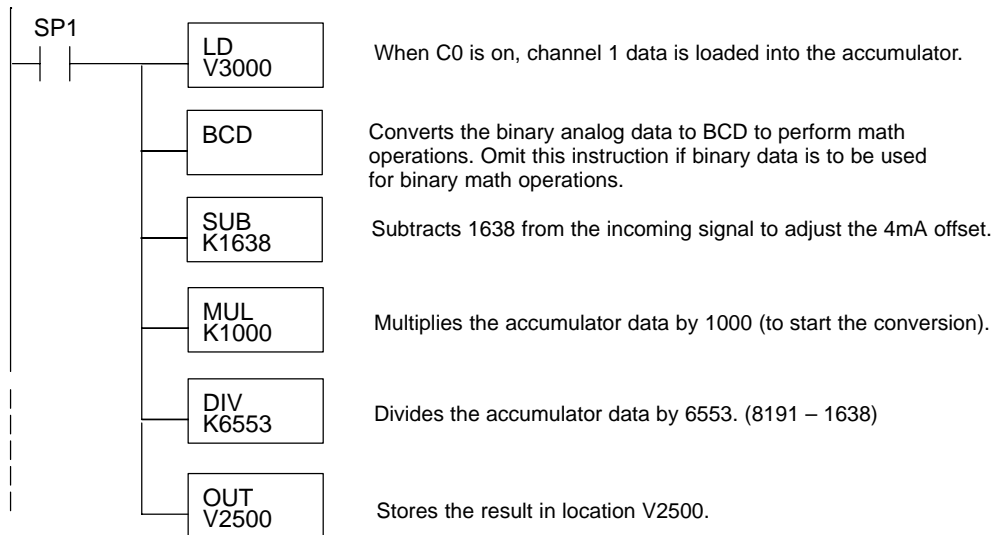 SP1
LD
V3000
When C0 is on, channel 1 data is loaded into the accumulator.
BCD
Converts the binary analog data to BCD to perform math
operations. Omit this instruction if binary data is to be used
for binary math operations.
SUB
K1638
Subtracts 1638 from the incoming signal to adjust the 4mA offset.
MUL
K1000
Multiplies the accumulator data by 1000 (to start the conversion).
DIV
K6553
Divides the accumulator data by 6553. (8191 – 1638)
OUT
V2500
Stores the result in location V2500.